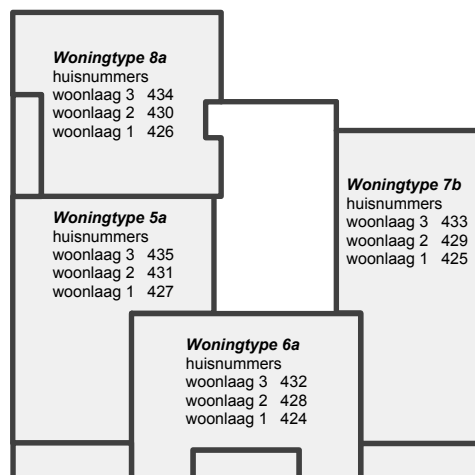 Woningtype 8a
huisnummers
woonlaag 3 434
woonlaag 2 430
woonlaag 1 426
Woningtype 7b
huisnummers
woonlaag 3 433
woonlaag 2 429
woonlaag 1 425
Woningtype 5a
huisnummers
woonlaag 3 435
woonlaag 2 431
woonlaag 1 427
Woningtype 6a
huisnummers
woonlaag 3 432
woonlaag 2 428
woonlaag 1 424